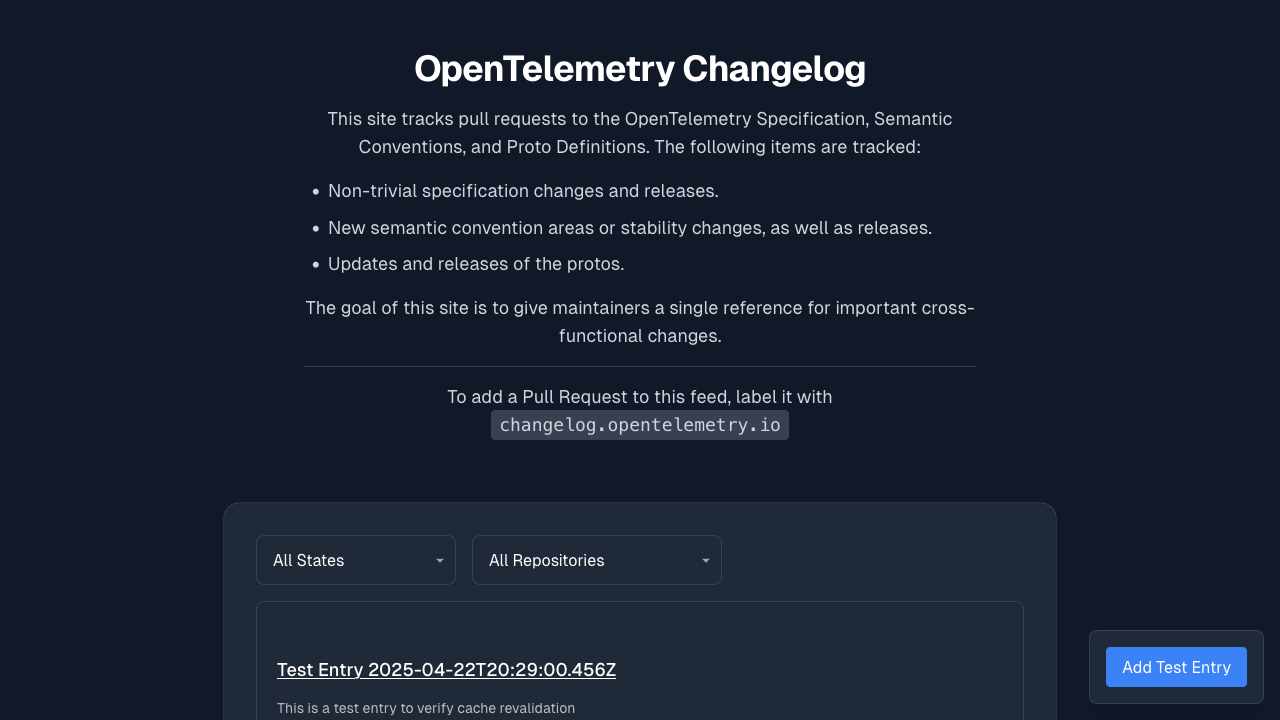 OpenTelemetry Changelog
This site tracks pull requests to the OpenTelemetry Specification, Semantic
Conventions, and Proto Definitions. The following items are tracked:
• Non-trivial specification changes and releases.
• New semantic convention areas or stability changes, as well as releases.
• Updates and releases of the protos.
The goal of this site is to give maintainers a single reference for important cross-
functional changes.
To add a Pull Request to this feed, label it with
changelog.opentelemetry.io
All States
All Repositories
Test Entry 2025-04-22T20:29:00.456Z
Add Test Entry
This is a test entry to verify cache revalidation